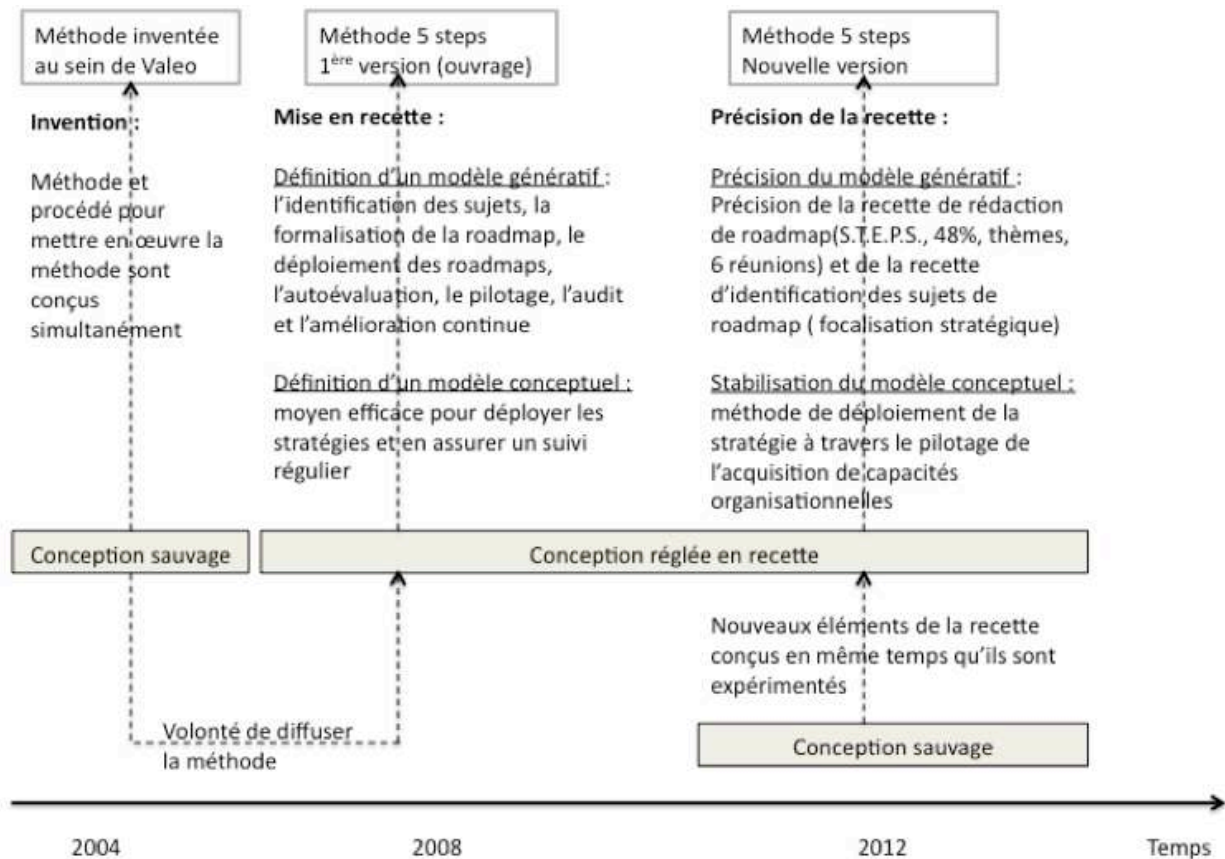 Méthode inventée
au sein de Valeo
Méthode 5 steps
1ère version (ouvrage)
Méthode 5 steps
Nouvelle version
Invention :
Méthode et
procédé pour
mettre en œuvre la
méthode sont
conçus
simultanément
Mise en recette :
Définition d’un modèle génératif :
l’identification des sujets, la
formalisation de la roadmap, le
déploiement des roadmaps,
l’autoévaluation, le pilotage, l’audit
et l’amélioration continue
Définition d’un modèle conceptuel :
moyen efficace pour déployer les
stratégies et en assurer un suivi
régulier
Précision de la recette :
Précision du modèle génératif :
Précision de la recette de rédaction
de roadmap(S.T.E.P.S., 48%, thèmes,
6 réunions) et de la recette
d’identification des sujets de
roadmap ( focalisation stratégique)
Stabilisation du modèle conceptuel :
méthode de déploiement de la
stratégie à travers le pilotage de
l’acquisition de capacités
organisationnelles
Conception sauvage
Conception réglée en recette
Nouveaux éléments de la recette
conçus en même temps qu’ils sont
expérimentés
Volonté de diffuser
la méthode
Conception sauvage
2004
2008
2012
Temps